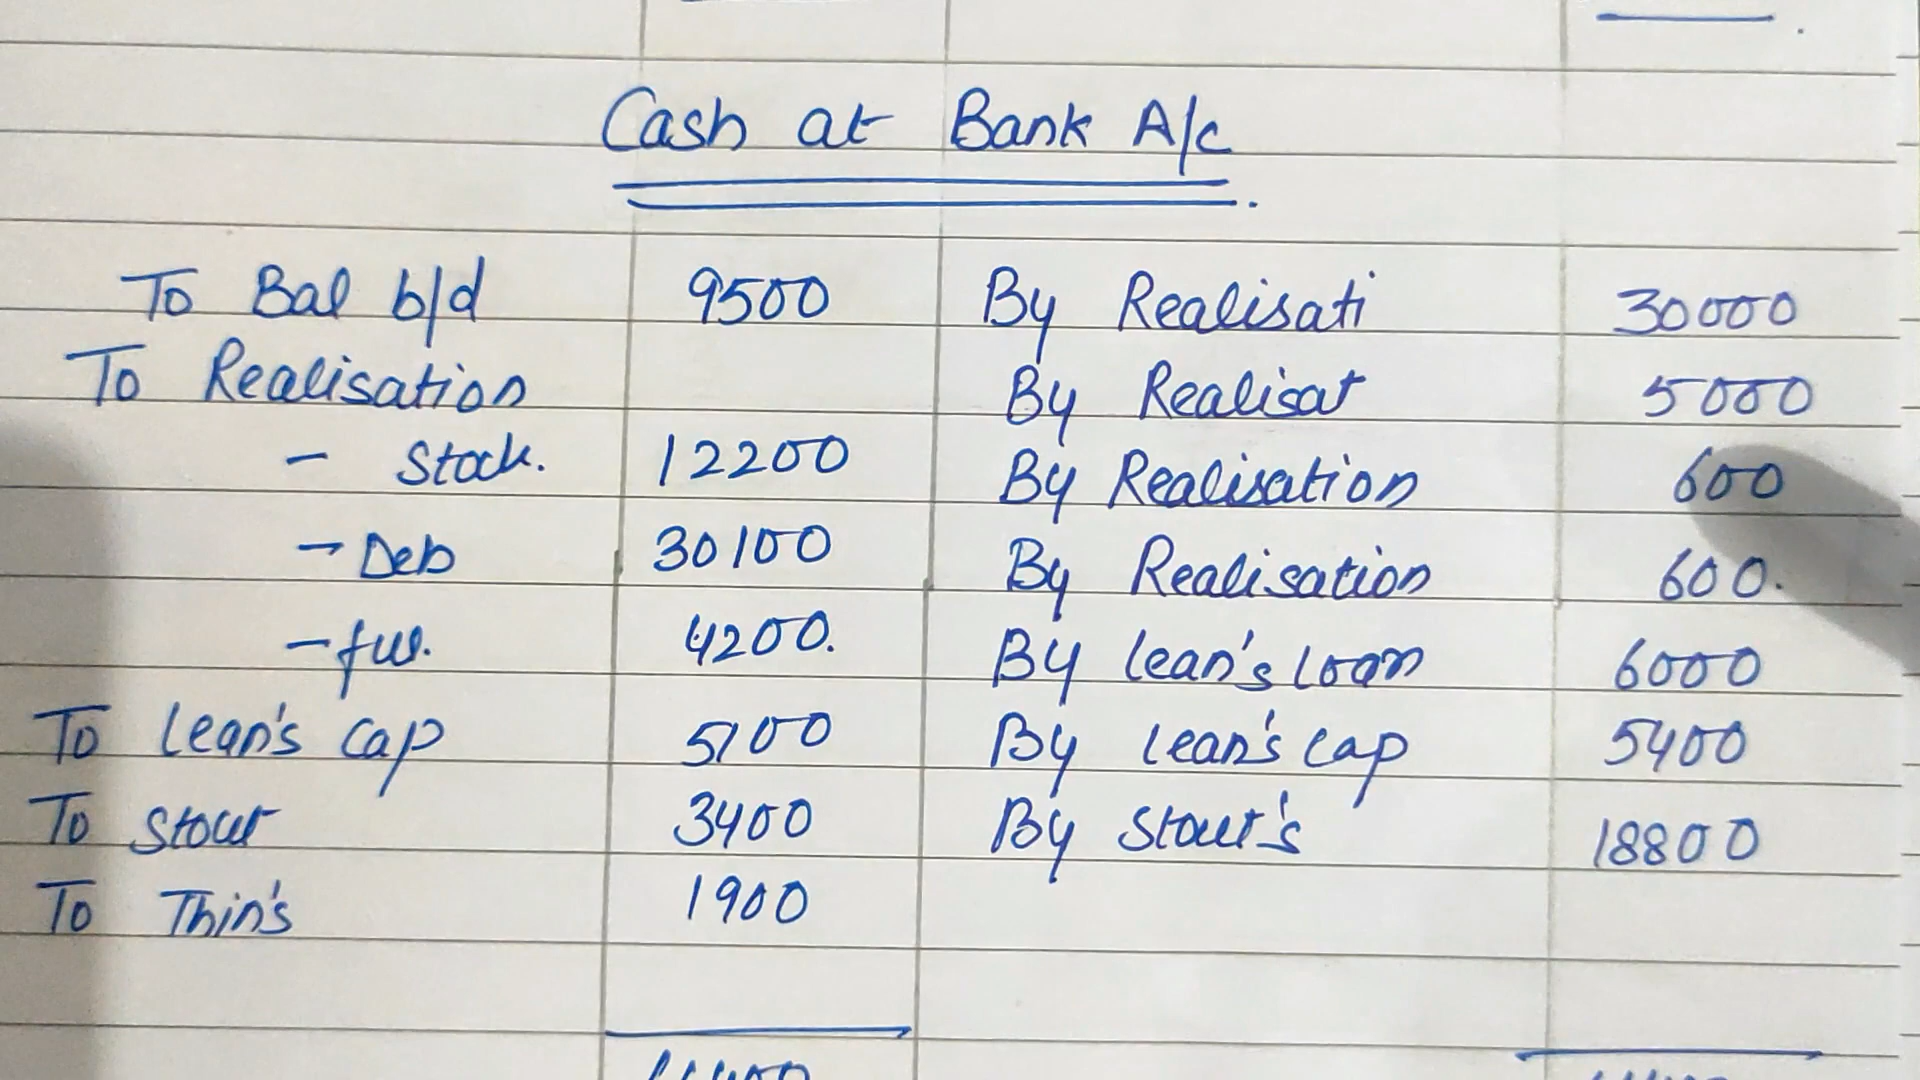 Cash at Bank A/c
To Bal b/d 9500 By Realisati 30000
To Realisation By Realisat 5000
- Stock. 12200 By Realisation 600
- Deb 30100 By Realisation 600.
- fur. 4200. By lean's loan 6000
To lean's cap 5100 By lean's cap 5400
To Stout 3400 By Stout's 18800
To Thin's 1900